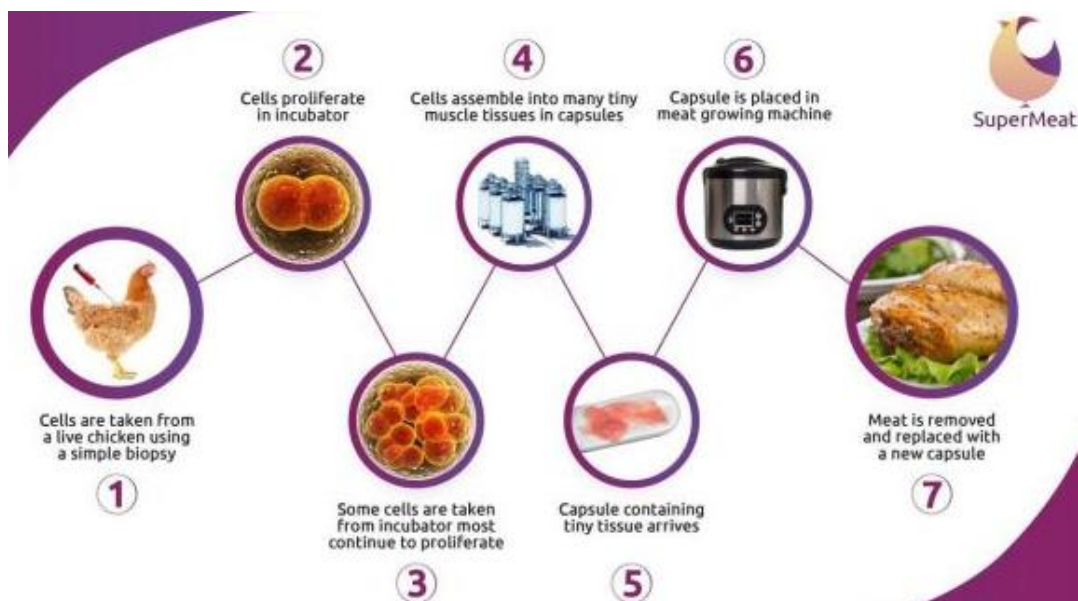 SuperMeat
1
Cells are taken from
a live chicken using
a simple biopsy
2
Cells proliferate
in incubator
3
Some cells are taken
from incubator most
continue to proliferate
4
Cells assemble into many tiny
muscle tissues in capsules
5
Capsule containing
tiny tissue arrives
6
Capsule is placed in
meat growing machine
7
Meat is removed
and replaced with
a new capsule